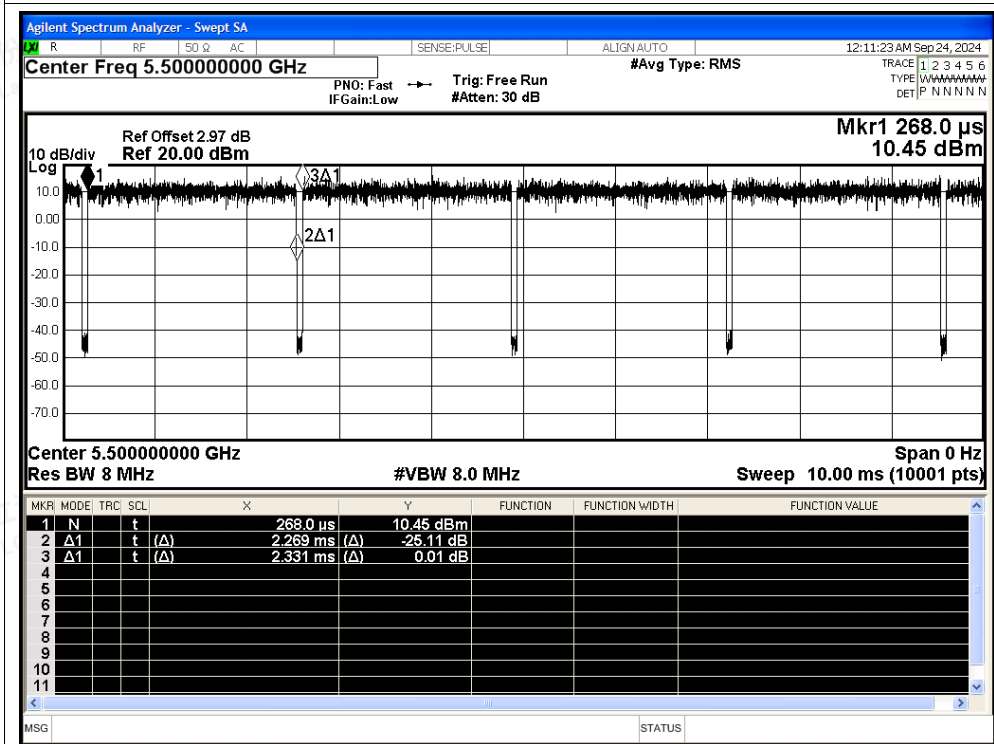 Agilent Spectrum Analyzer - Swept SA
LXI R RF 50 Ω AC SENSE:PULSE ALIGN AUTO 12:11:23 AM Sep 24, 2024
Center Freq 5.500000000 GHz #Avg Type: RMS TRACE 1 2 3 4 5 6
PNO: Fast Trig: Free Run TYPE
IFGain:Low #Atten: 30 dB DET P N N N N N
Mkr1 268.0 µs
Ref Offset 2.97 dB
10 dB/div Ref 20.00 dBm 10.45 dBm
Log
1 3Δ1
10.0
0.00
2Δ1
-10.0
-20.0
-30.0
-40.0
-50.0
-60.0
-70.0
Center 5.500000000 GHz Span 0 Hz
Res BW 8 MHz #VBW 8.0 MHz Sweep 10.00 ms (10001 pts)
MKR MODE TRC SCL X Y FUNCTION FUNCTION WIDTH FUNCTION VALUE
1 N t 268.0 µs 10.45 dBm
2 Δ1 t (Δ) 2.269 ms (Δ) -25.11 dB
3 Δ1 t (Δ) 2.331 ms (Δ) 0.01 dB
4
5
6
7
8
9
10
11
MSG STATUS